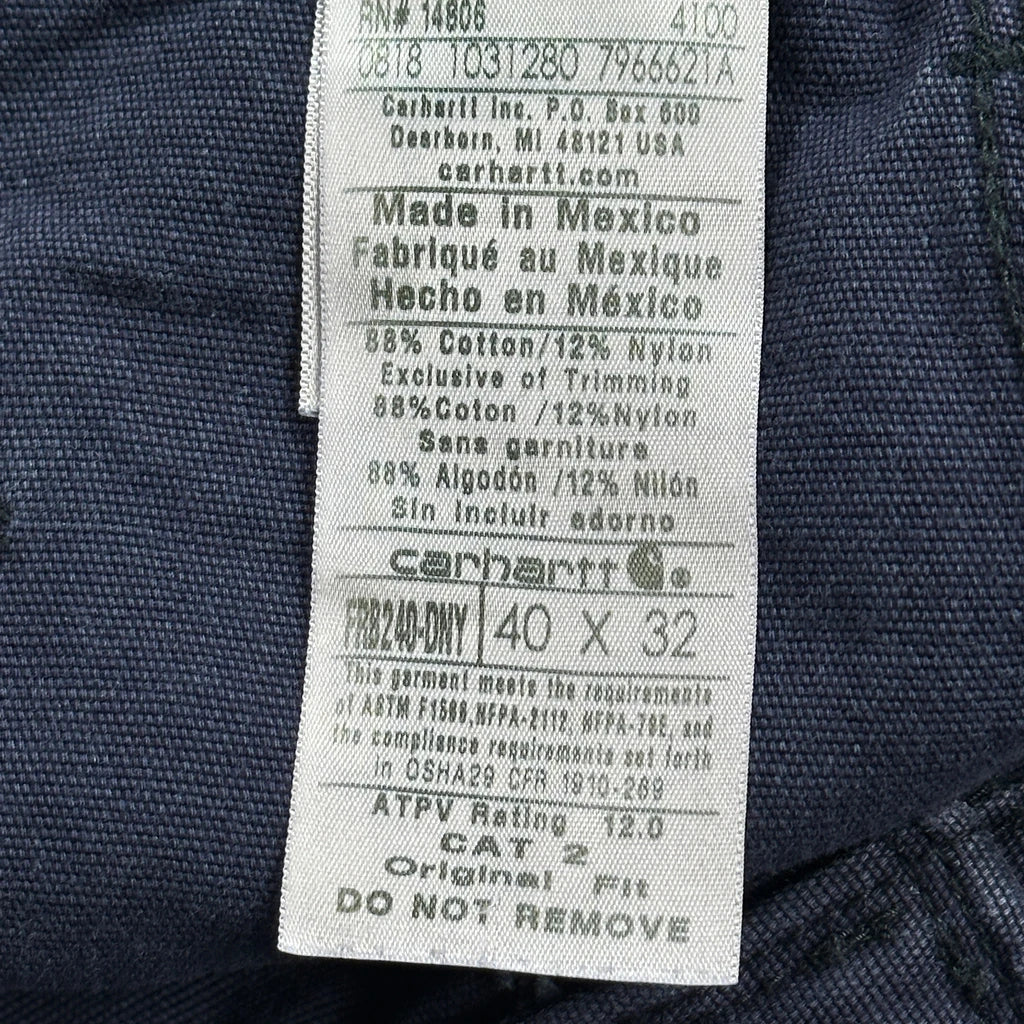 RN# 14806 4100
0818 1031280 7966621A
Carhartt Inc. P.O. Box 600
Dearborn, MI 48121 USA
carhartt.com
Made in Mexico
Fabriqué au Mexique
Hecho en México
88% Cotton/12% Nylon
Exclusive of Trimming
88%Coton /12%Nylon
Sans garniture
88% Algodón /12% Nilón
Sin Incluir adorno
carhartt ®
FRB240-DNY 40 X 32
This garment meets the requirements
of ASTM F1506,NFPA-2112, NFPA-70E, and
the compliance requirements set forth
in OSHA29 CFR 1910-269
ATPV Rating 12.0
CAT 2
Original Fit
DO NOT REMOVE